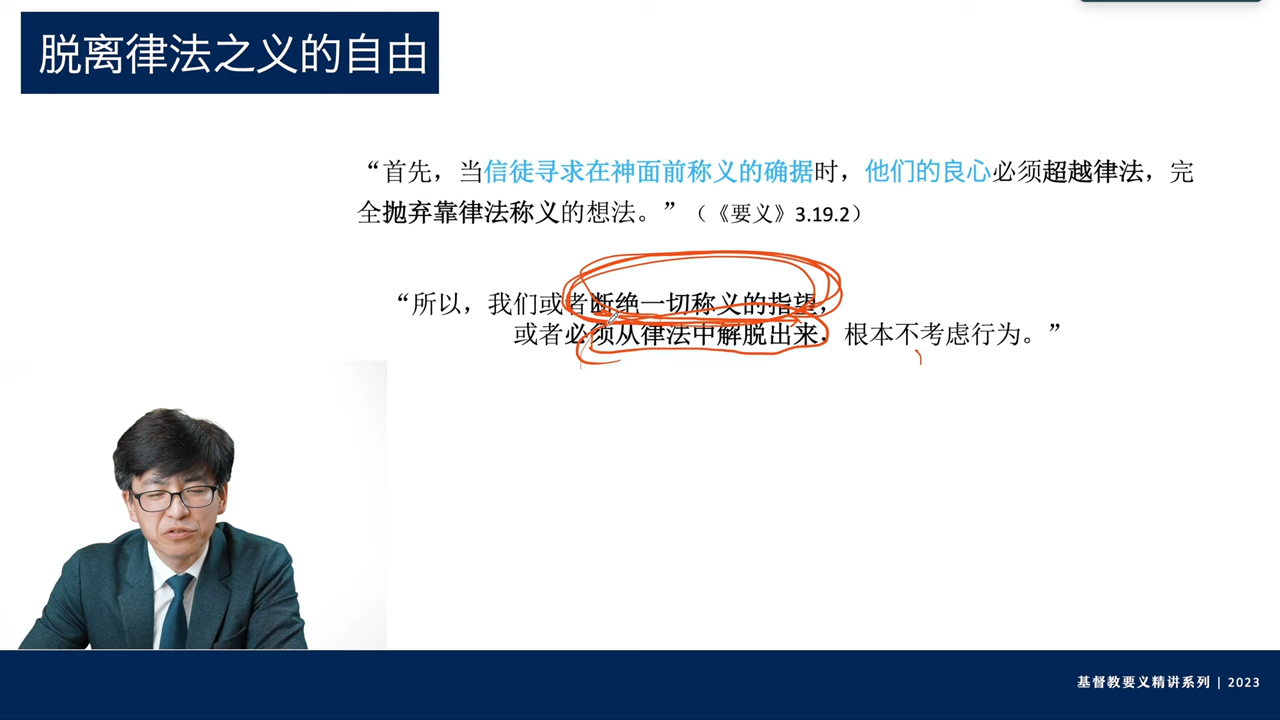 脱离律法之义的自由
“首先，当信徒寻求在神面前称义的确据时，他们的良心必须超越律法，完
全抛弃靠律法称义的想法。”（《要义》3.19.2）
“所以，我们或者断绝一切称义的指望，
或者必须从律法中解脱出来，根本不考虑行为。”
基督教要义精讲系列 | 2023